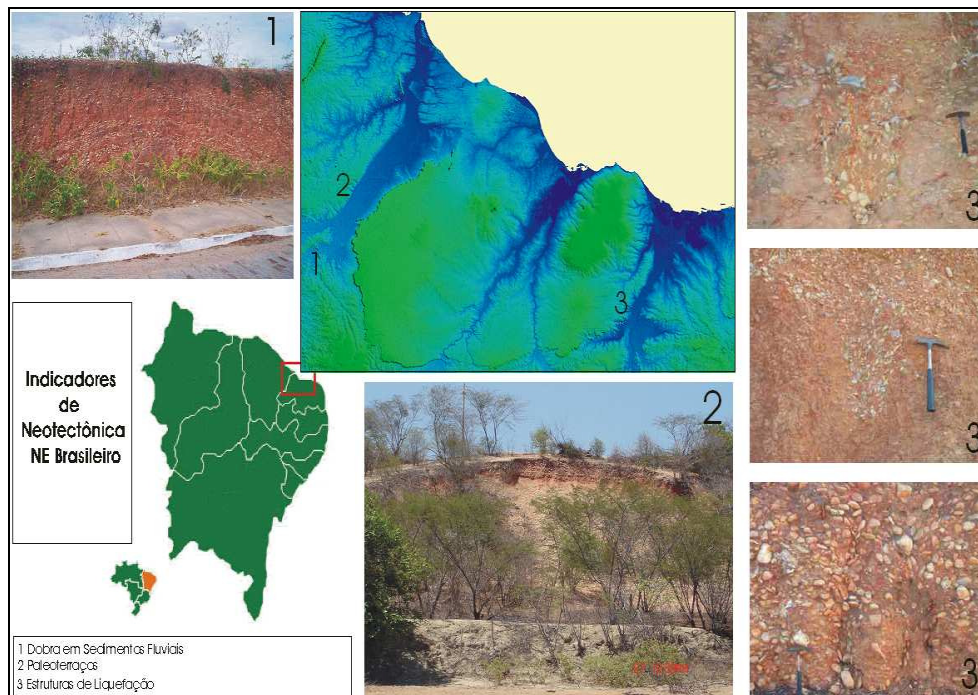 1
2
1
3
3
3
3
2
Indicadores
de
Neotectônica
NE Brasileiro
1 Dobra em Sedimentos Fluviais
2 Paleoterraços
3 Estruturas de Liquefação